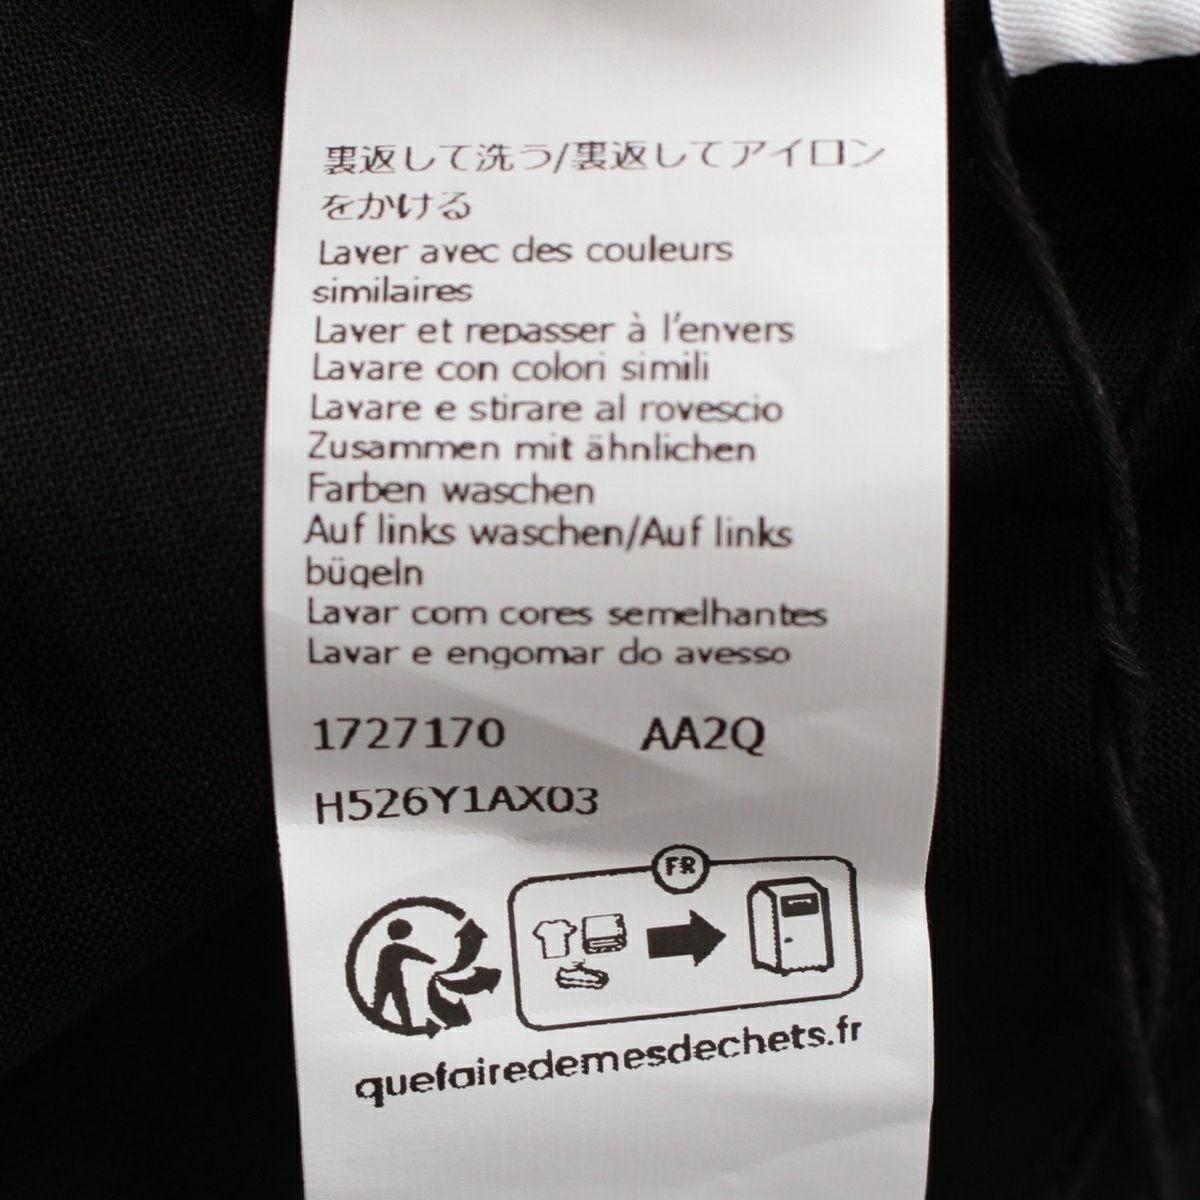 裏返して洗う/裏返してアイロン
をかける
Laver avec des couleurs
similaires
Laver et repasser à l'envers
Lavare con colori simili
Lavare e stirare al rovescio
Zusammen mit ähnlichen
Farben waschen
Auf links waschen/Auf links
bügeln
Lavar com cores semelhantes
Lavar e engomar do avesso
1727170 AA2Q
H526Y1AX03
FR
quefairedemesdechets.fr